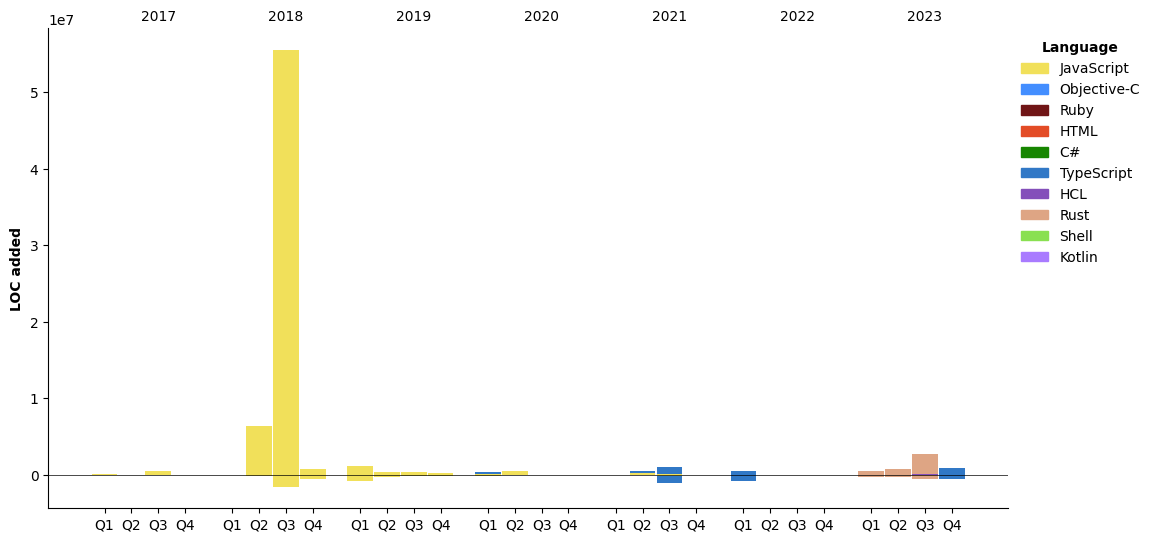 1e7
2017 2018 2019 2020 2021 2022 2023
Language
JavaScript
Objective-C
Ruby
HTML
C#
TypeScript
HCL
Rust
Shell
Kotlin
LOC added
5
4
3
2
1
0
Q1 Q2 Q3 Q4 Q1 Q2 Q3 Q4 Q1 Q2 Q3 Q4 Q1 Q2 Q3 Q4 Q1 Q2 Q3 Q4 Q1 Q2 Q3 Q4 Q1 Q2 Q3 Q4